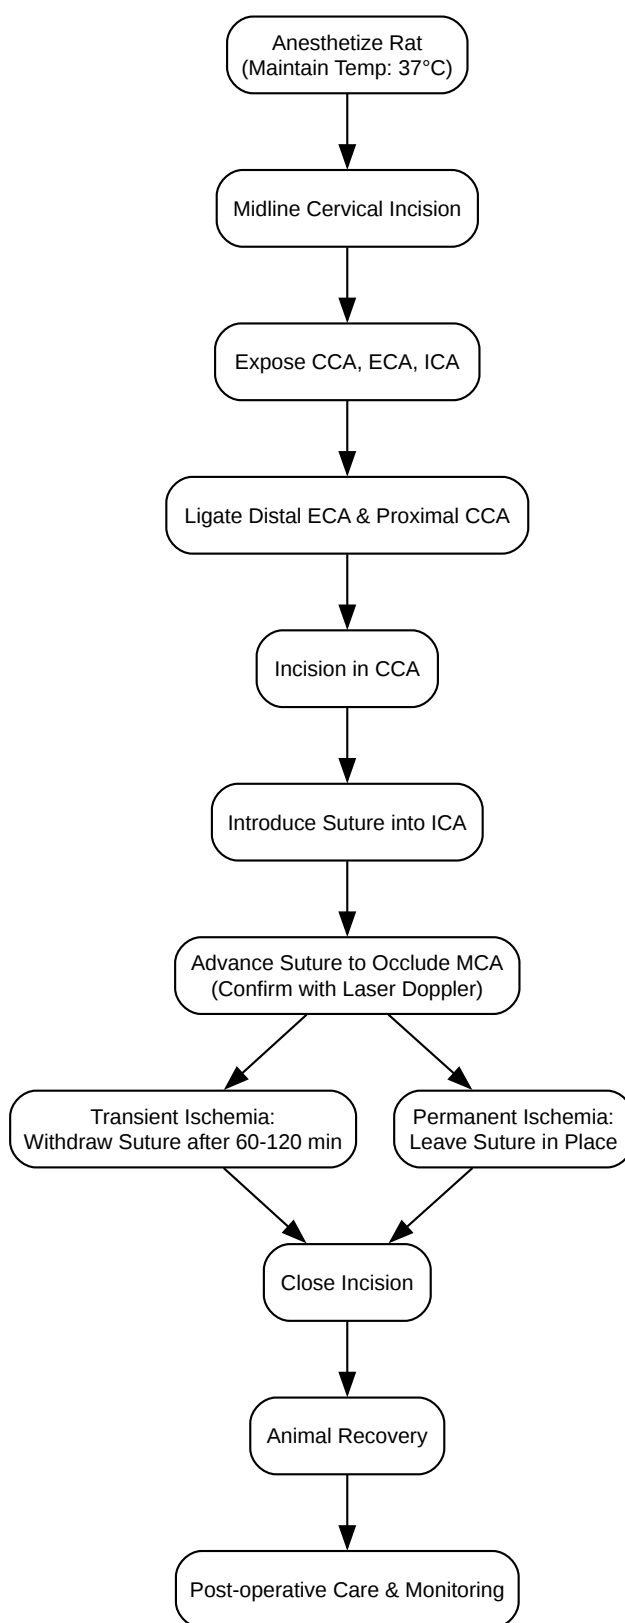 Anesthetize Rat
(Maintain Temp: 37°C)
Midline Cervical Incision
Expose CCA, ECA, ICA
Ligate Distal ECA & Proximal CCA
Incision in CCA
Introduce Suture into ICA
Advance Suture to Occlude MCA
(Confirm with Laser Doppler)
Transient Ischemia:
Withdraw Suture after 60-120 min
Permanent Ischemia:
Leave Suture in Place
Close Incision
Animal Recovery
Post-operative Care & Monitoring